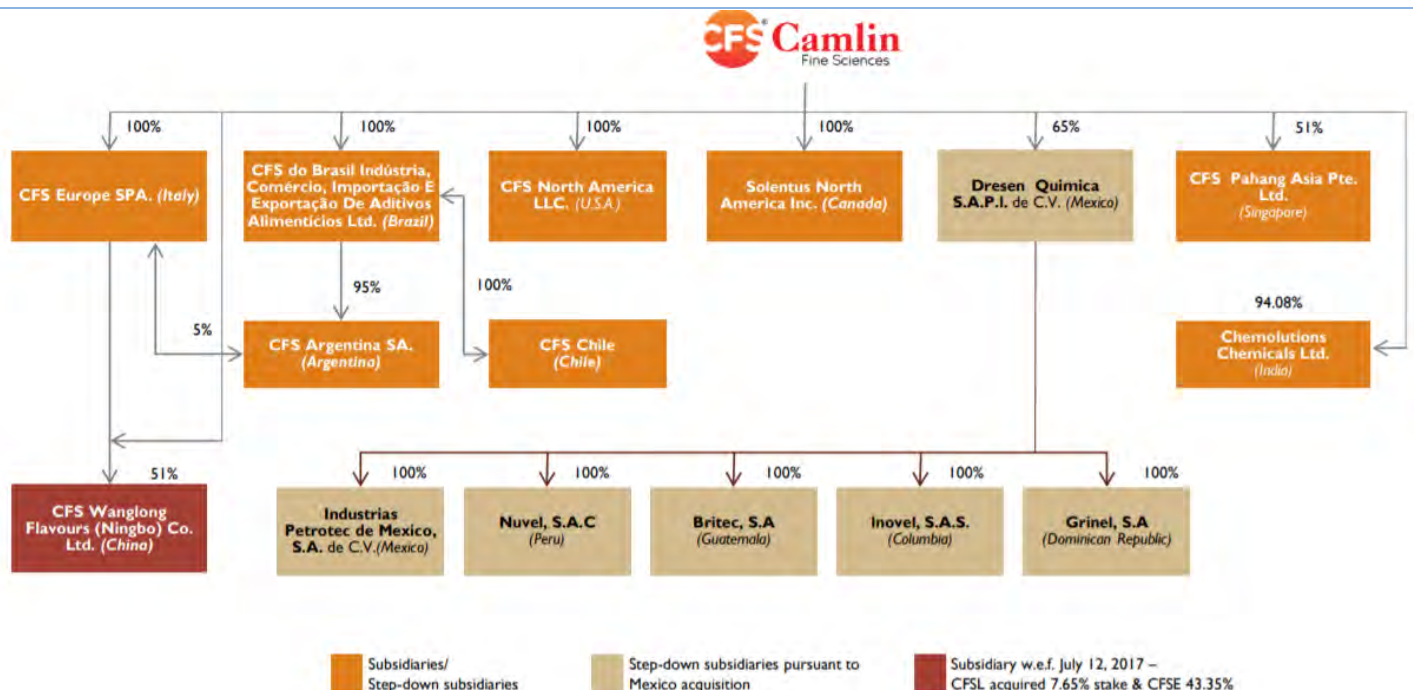 CFS® Camlin
Fine Sciences
100%
100%
100%
100%
65%
51%
CFS Europe SPA. (Italy)
CFS do Brasil Indústria,
Comércio, Importação E
Exportação De Aditivos
Alimentícios Ltd. (Brazil)
CFS North America
LLC. (U.S.A)
Solentus North
America Inc. (Canada)
Dresen Quimica
S.A.P.I. de C.V. (Mexico)
CFS Pahang Asia Pte.
Ltd.
(Singapore)
95%
100%
94.08%
5%
CFS Argentina SA.
(Argentina)
CFS Chile
(Chile)
Chemolutions
Chemicals Ltd.
(India)
51%
100%
100%
100%
100%
100%
CFS Wanglong
Flavours (Ningbo) Co.
Ltd. (China)
Industrias
Petrotec de Mexico,
S.A. de C.V.(Mexico)
Nuvel, S.A.C
(Peru)
Britec, S.A
(Guatemala)
Inovel, S.A.S.
(Columbia)
Grinel, S.A
(Dominican Republic)
Subsidiaries/
Step-down subsidiaries
Step-down subsidiaries pursuant to
Mexico acquisition
Subsidiary w.e.f. July 12, 2017 –
CFSL acquired 7.65% stake & CFSE 43.35%